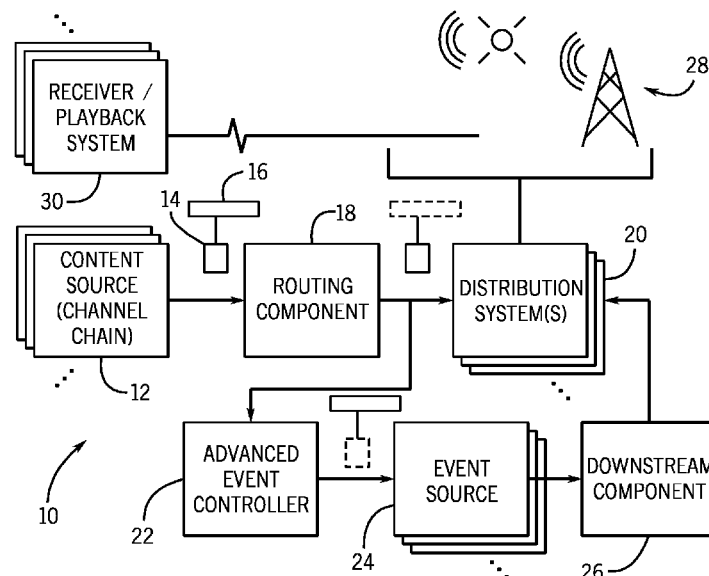 RECEIVER /
PLAYBACK
SYSTEM
30
28
16
14
18
20
CONTENT
SOURCE
(CHANNEL
CHAIN)
12
ROUTING
COMPONENT
DISTRIBUTION
SYSTEM(S)
10
ADVANCED
EVENT
CONTROLLER
22
EVENT
SOURCE
24
DOWNSTREAM
COMPONENT
26